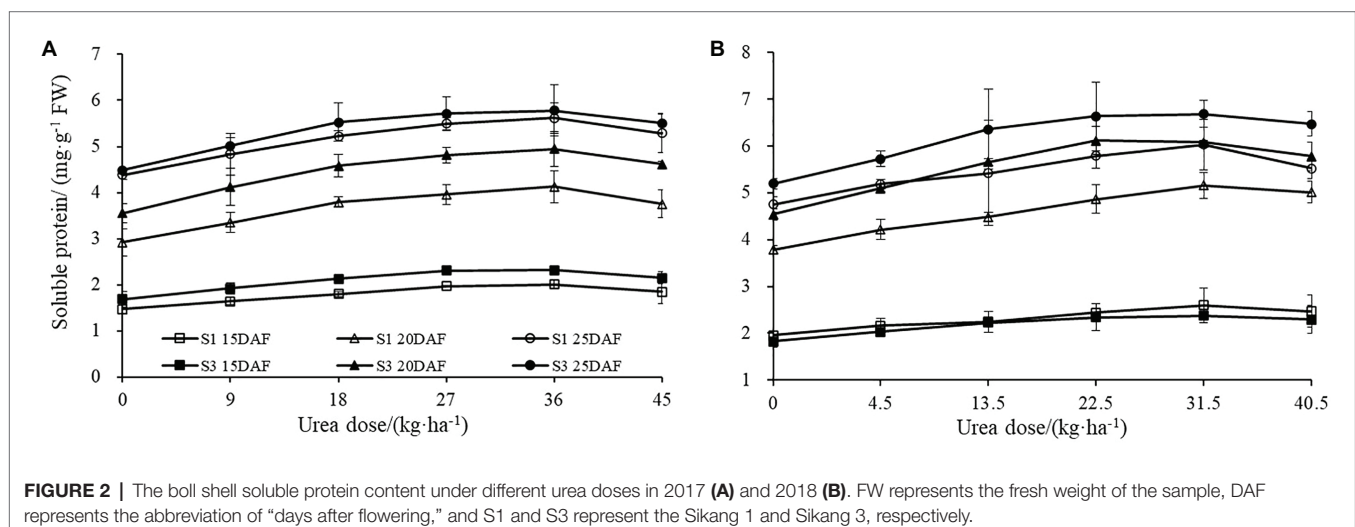 A
B
Soluble protein/ (mg·g⁻¹ FW)
7
6
5
4
3
2
1
0
S1 15DAF S1 20DAF S1 25DAF
S3 15DAF S3 20DAF S3 25DAF
0 9 18 27 36 45
Urea dose/(kg·ha⁻¹)
8
7
6
5
4
3
2
1
0 4.5 13.5 22.5 31.5 40.5
Urea dose/(kg·ha⁻¹)
FIGURE 2 | The boll shell soluble protein content under different urea doses in 2017 (A) and 2018 (B). FW represents the fresh weight of the sample, DAF
represents the abbreviation of “days after flowering,” and S1 and S3 represent the Sikang 1 and Sikang 3, respectively.